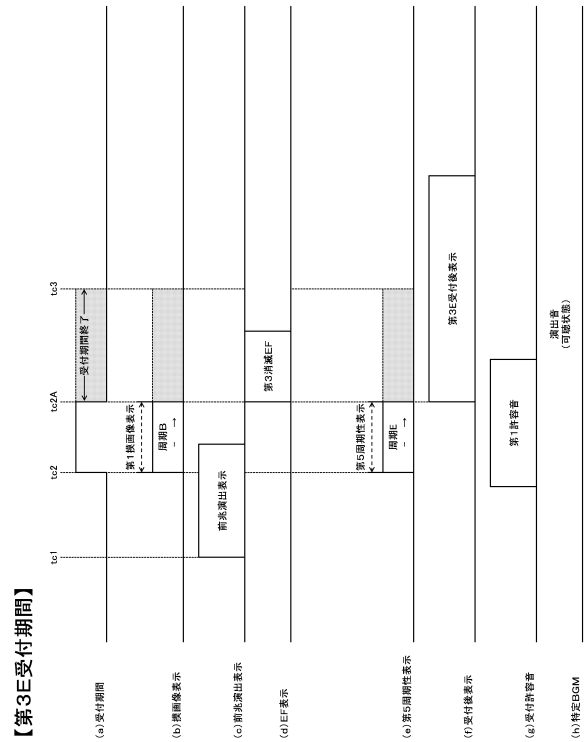 【第3E受付期間】
tc1
tc2
tc2A
tc3
(a)受付期間
受付期間終了
(b)摸画像表示
第1摸画像表示
周期B
(c)前兆演出表示
前兆演出表示
(d)EF表示
第3消滅EF
(e)第5周期性表示
第5周期性表示
周期E
(f)受付後表示
第3E受付後表示
(g)受付許容音
第1許容音
(h)特定BGM
演出音
(可聴状態)